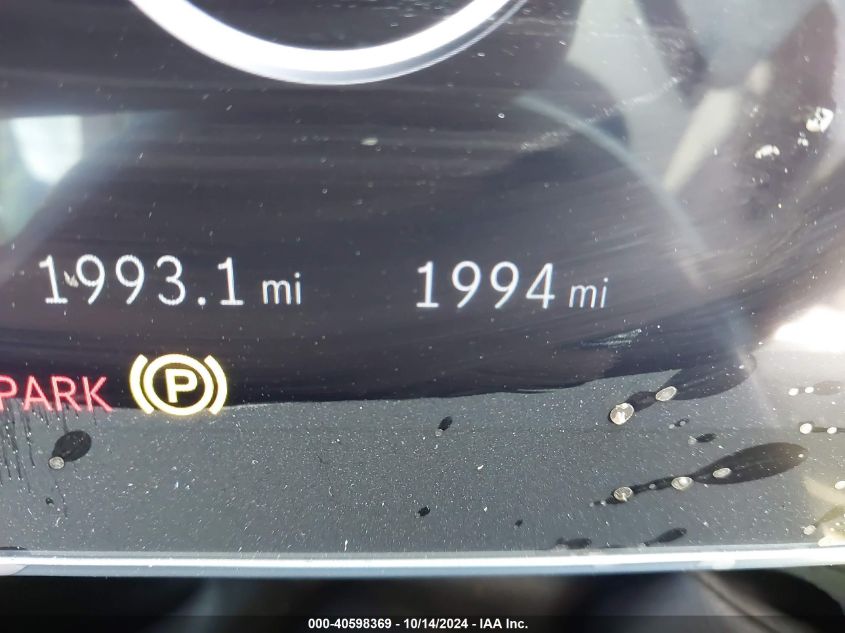 1993.1 mi 1994 mi
PARK (P)
000-40598369 | 10/14/2024 - IAA Inc.